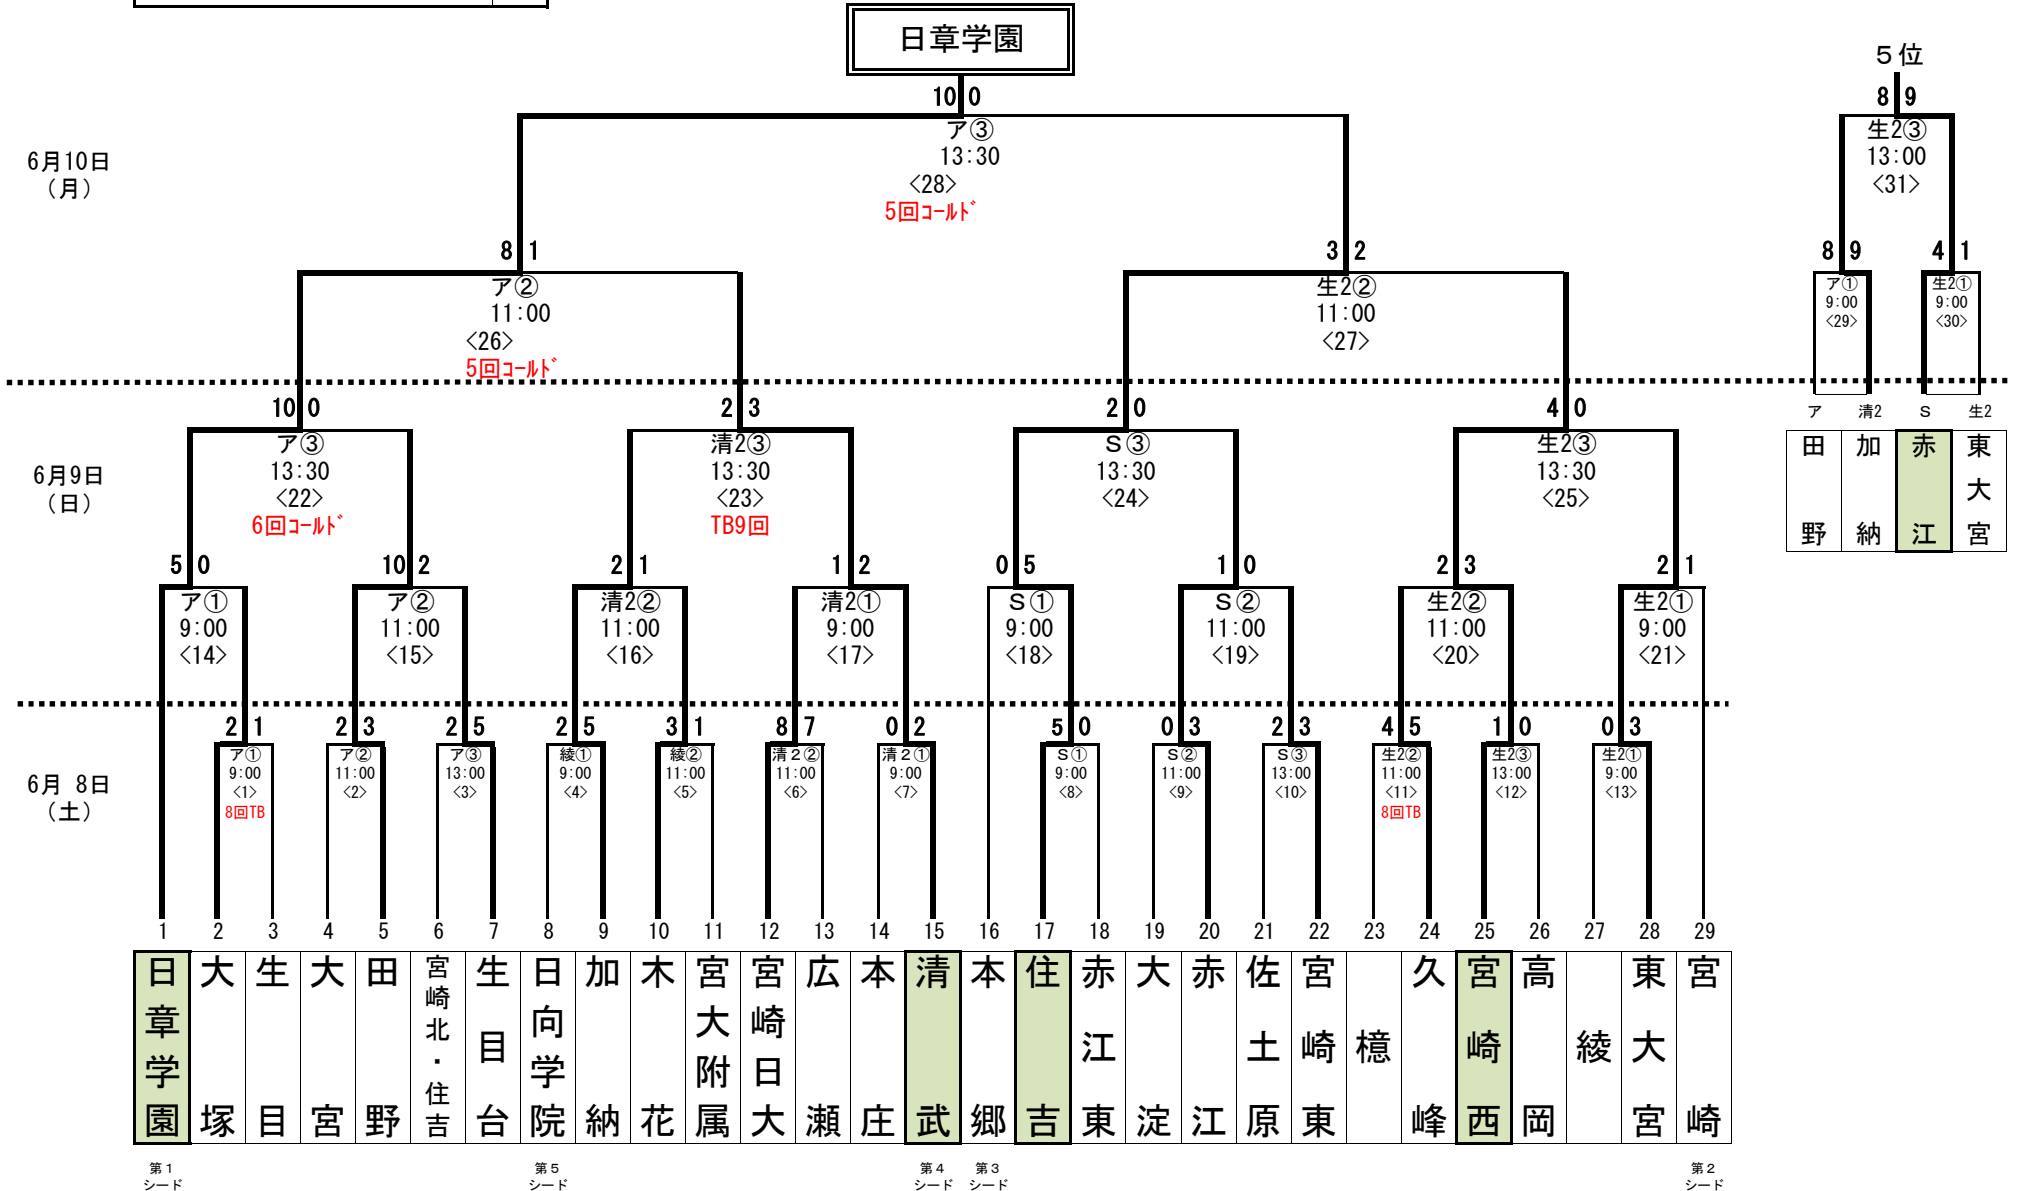 日章学園
５位
10 0
8 9
ア③
13:30
<28>
5回ｺｰﾙﾄﾞ
生2③
13:00
<31>
6月10日
（月）
8 1
3 2
8 9
4 1
ア②
11:00
<26>
5回ｺｰﾙﾄﾞ
生2②
11:00
<27>
ア①
9:00
<29>
生2①
9:00
<30>
10 0
2 3
2 0
4 0
ア 清2 Ｓ 生2
田野
加納
赤江
東大宮
6月9日
（日）
ア③
13:30
<22>
6回ｺｰﾙﾄﾞ
清2③
13:30
<23>
TB9回
Ｓ③
13:30
<24>
生2③
13:30
<25>
5 0
10 2
2 1
1 2
0 5
1 0
2 3
2 1
ア①
9:00
<14>
ア②
11:00
<15>
清2②
11:00
<16>
清2①
9:00
<17>
Ｓ①
9:00
<18>
Ｓ②
11:00
<19>
生2②
11:00
<20>
生2①
9:00
<21>
6月 8日
（土）
2 1
2 3
2 5
2 5
3 1
8 7
0 2
5 0
0 3
2 3
4 5
1 0
0 3
ア①
9:00
<1>
8回TB
ア②
11:00
<2>
ア③
13:00
<3>
綾①
9:00
<4>
綾②
11:00
<5>
清２②
11:00
<6>
清２①
9:00
<7>
Ｓ①
9:00
<8>
Ｓ②
11:00
<9>
Ｓ③
13:00
<10>
生2②
11:00
<11>
8回TB
生2③
13:00
<12>
生2①
9:00
<13>
1 2 3 4 5 6 7 8 9 10 11 12 13 14 15 16 17 18 19 20 21 22 23 24 25 26 27 28 29
日章学園
大塚
生目
大宮
田野
宮崎北・住吉
生目台
日向学院
加納
木花
宮大附属
宮崎日大
広瀬
本庄
清武
本郷
住吉
赤江東
大淀
赤江
佐土原
宮崎東
檍
久峰
宮崎西
高岡
綾
東大宮
宮崎
第１
シード
第５
シード
第４
シード
第３
シード
第２
シード